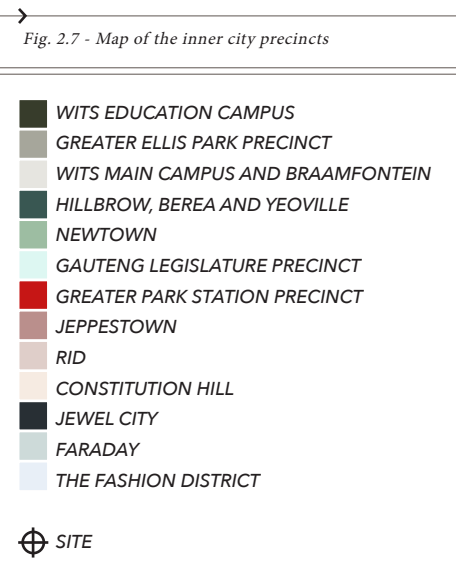 Fig. 2.7 - Map of the inner city precincts
WITS EDUCATION CAMPUS
GREATER ELLIS PARK PRECINCT
WITS MAIN CAMPUS AND BRAAMFONTEIN
HILLBROW, BEREA AND YEOVILLE
NEWTOWN
GAUTENG LEGISLATURE PRECINCT
GREATER PARK STATION PRECINCT
JEPPESTOWN
RID
CONSTITUTION HILL
JEWEL CITY
FARADAY
THE FASHION DISTRICT
SITE